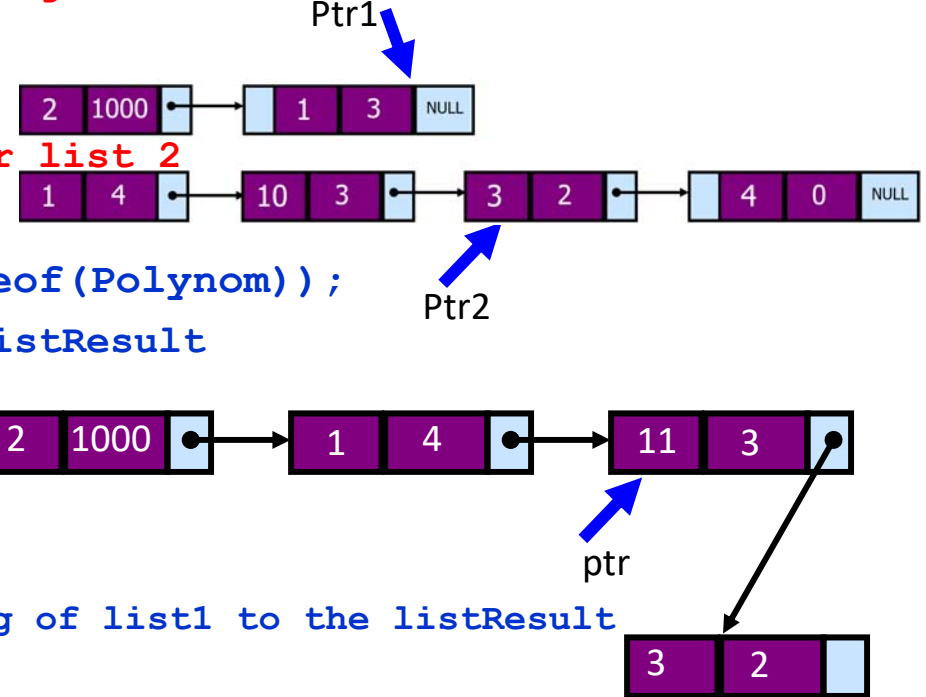 Ptr1
2 1000 1 3 NULL
r list 2
1 4 10 3 3 2 4 0 NULL
eof(Polynom));
Ptr2
istResult
2 1000 1 4 11 3
ptr
g of list1 to the listResult
3 2